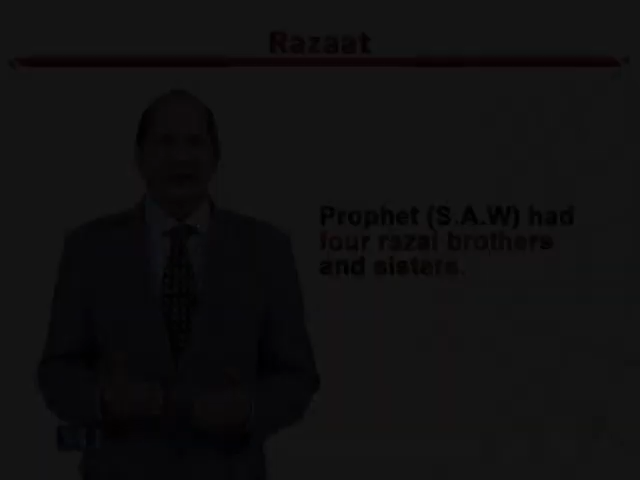 Razaat
Prophet (S.A.W) had
four razai brothers
and sisters.